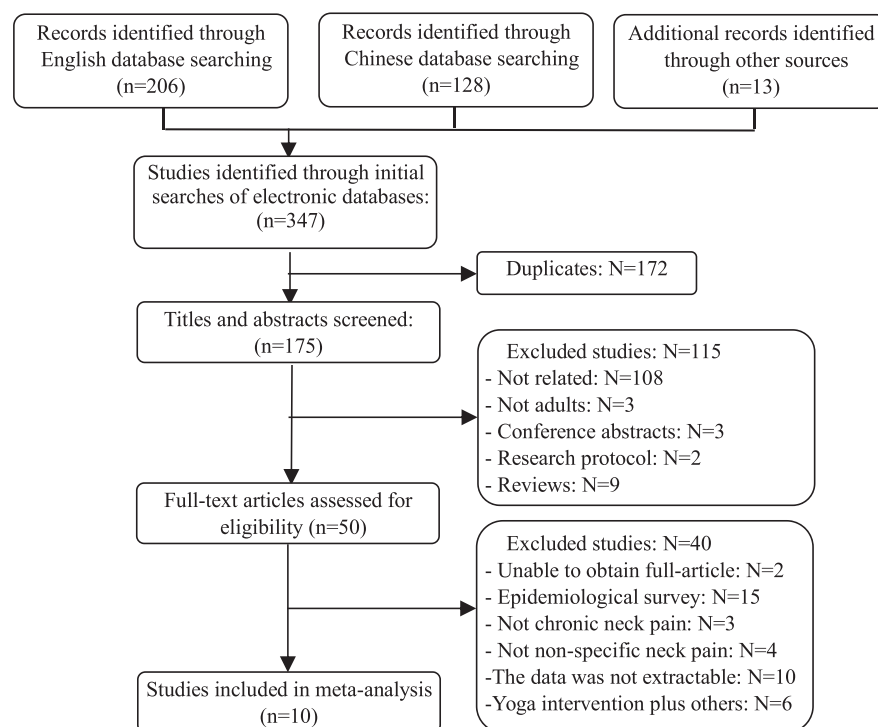 Records identified through
English database searching
(n=206)
Records identified through
Chinese database searching
(n=128)
Additional records identified
through other sources
(n=13)
Studies identified through initial
searches of electronic databases:
(n=347)
Duplicates: N=172
Titles and abstracts screened:
(n=175)
Excluded studies: N=115
- Not related: N=108
- Not adults: N=3
- Conference abstracts: N=3
- Research protocol: N=2
- Reviews: N=9
Full-text articles assessed for
eligibility (n=50)
Excluded studies: N=40
- Unable to obtain full-article: N=2
- Epidemiological survey: N=15
- Not chronic neck pain: N=3
- Not non-specific neck pain: N=4
-The data was not extractable: N=10
-Yoga intervention plus others: N=6
Studies included in meta-analysis
(n=10)